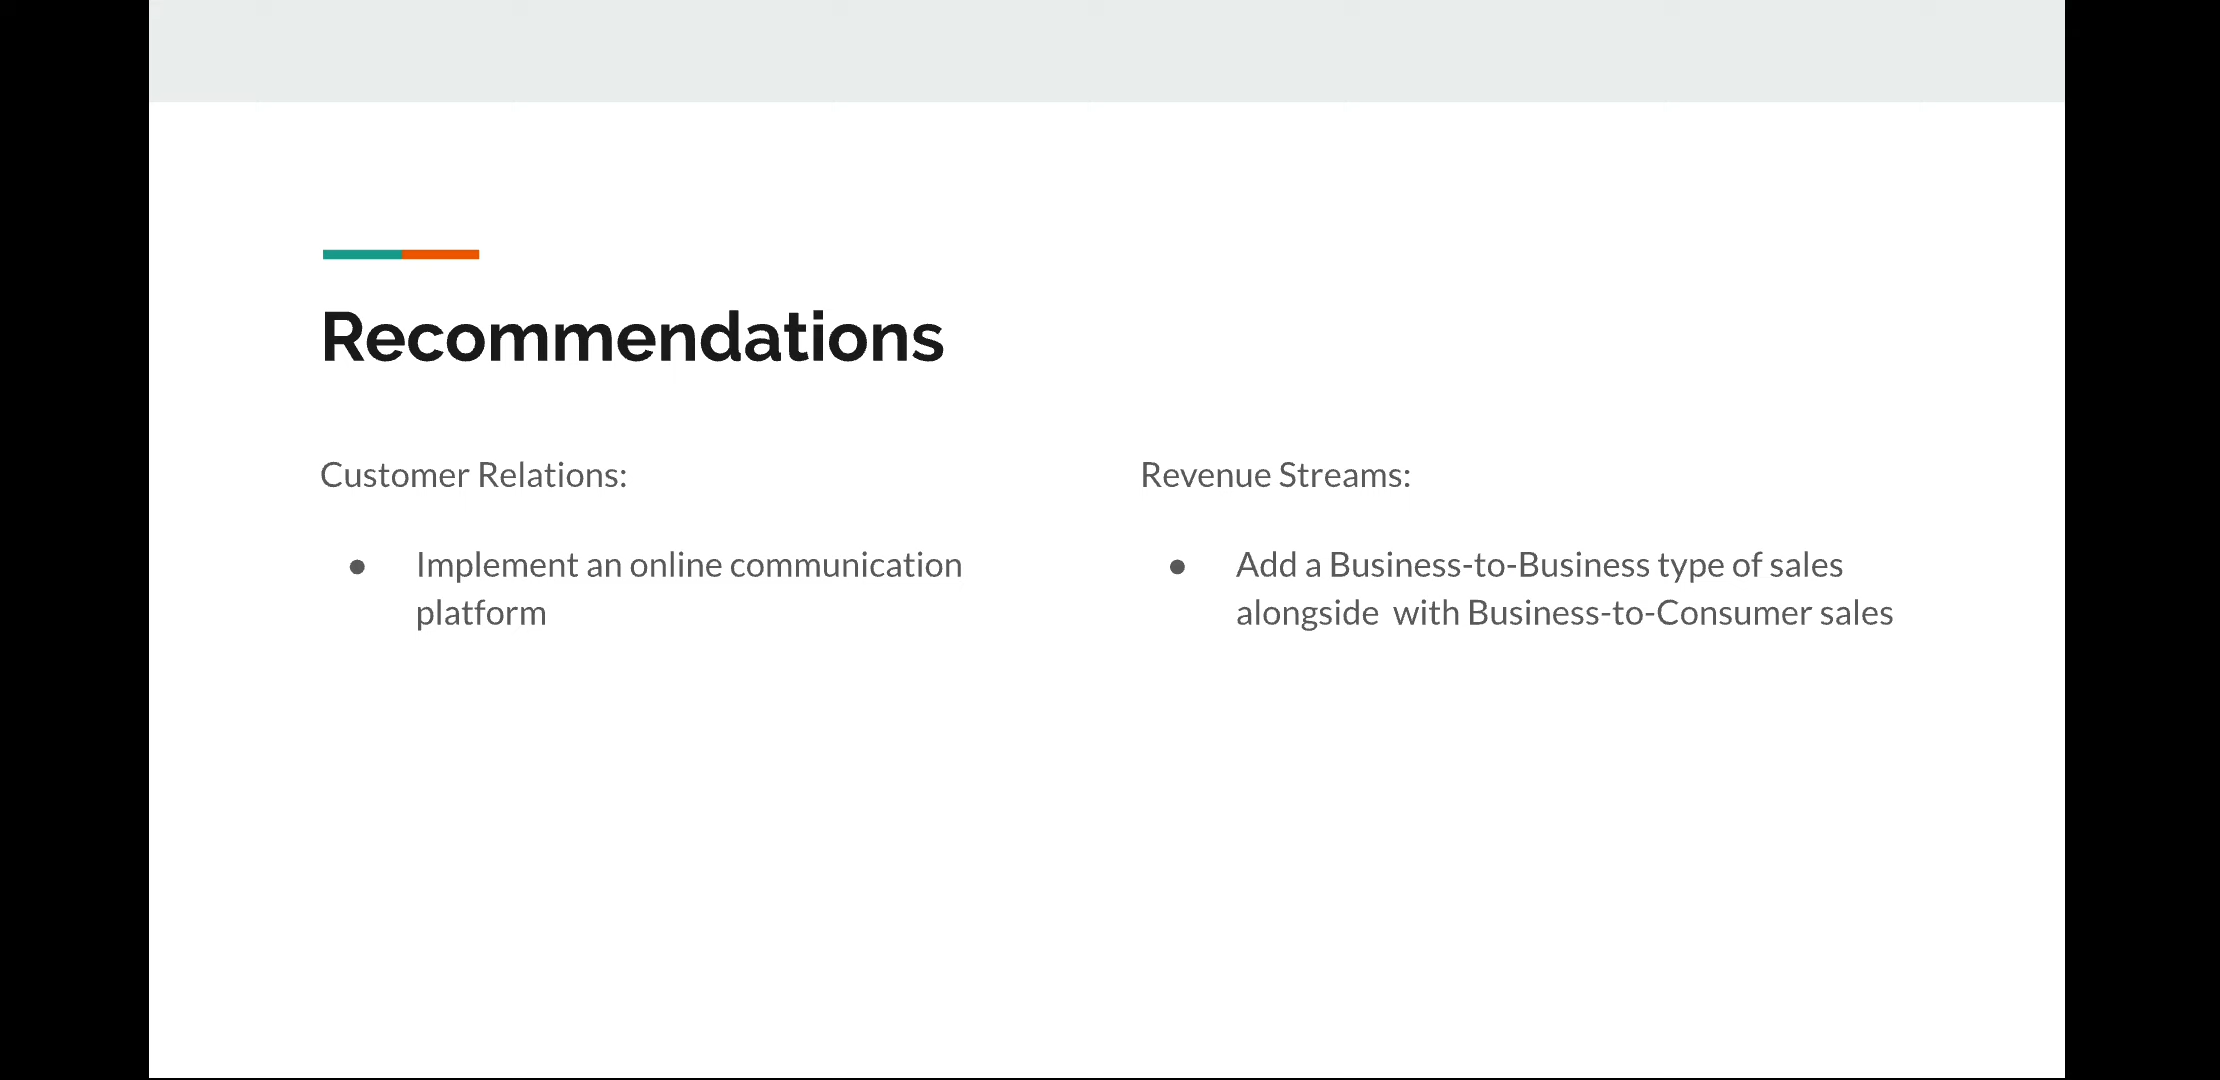 Recommendations
Customer Relations:
● Implement an online communication
platform
Revenue Streams:
● Add a Business-to-Business type of sales
alongside  with Business-to-Consumer sales